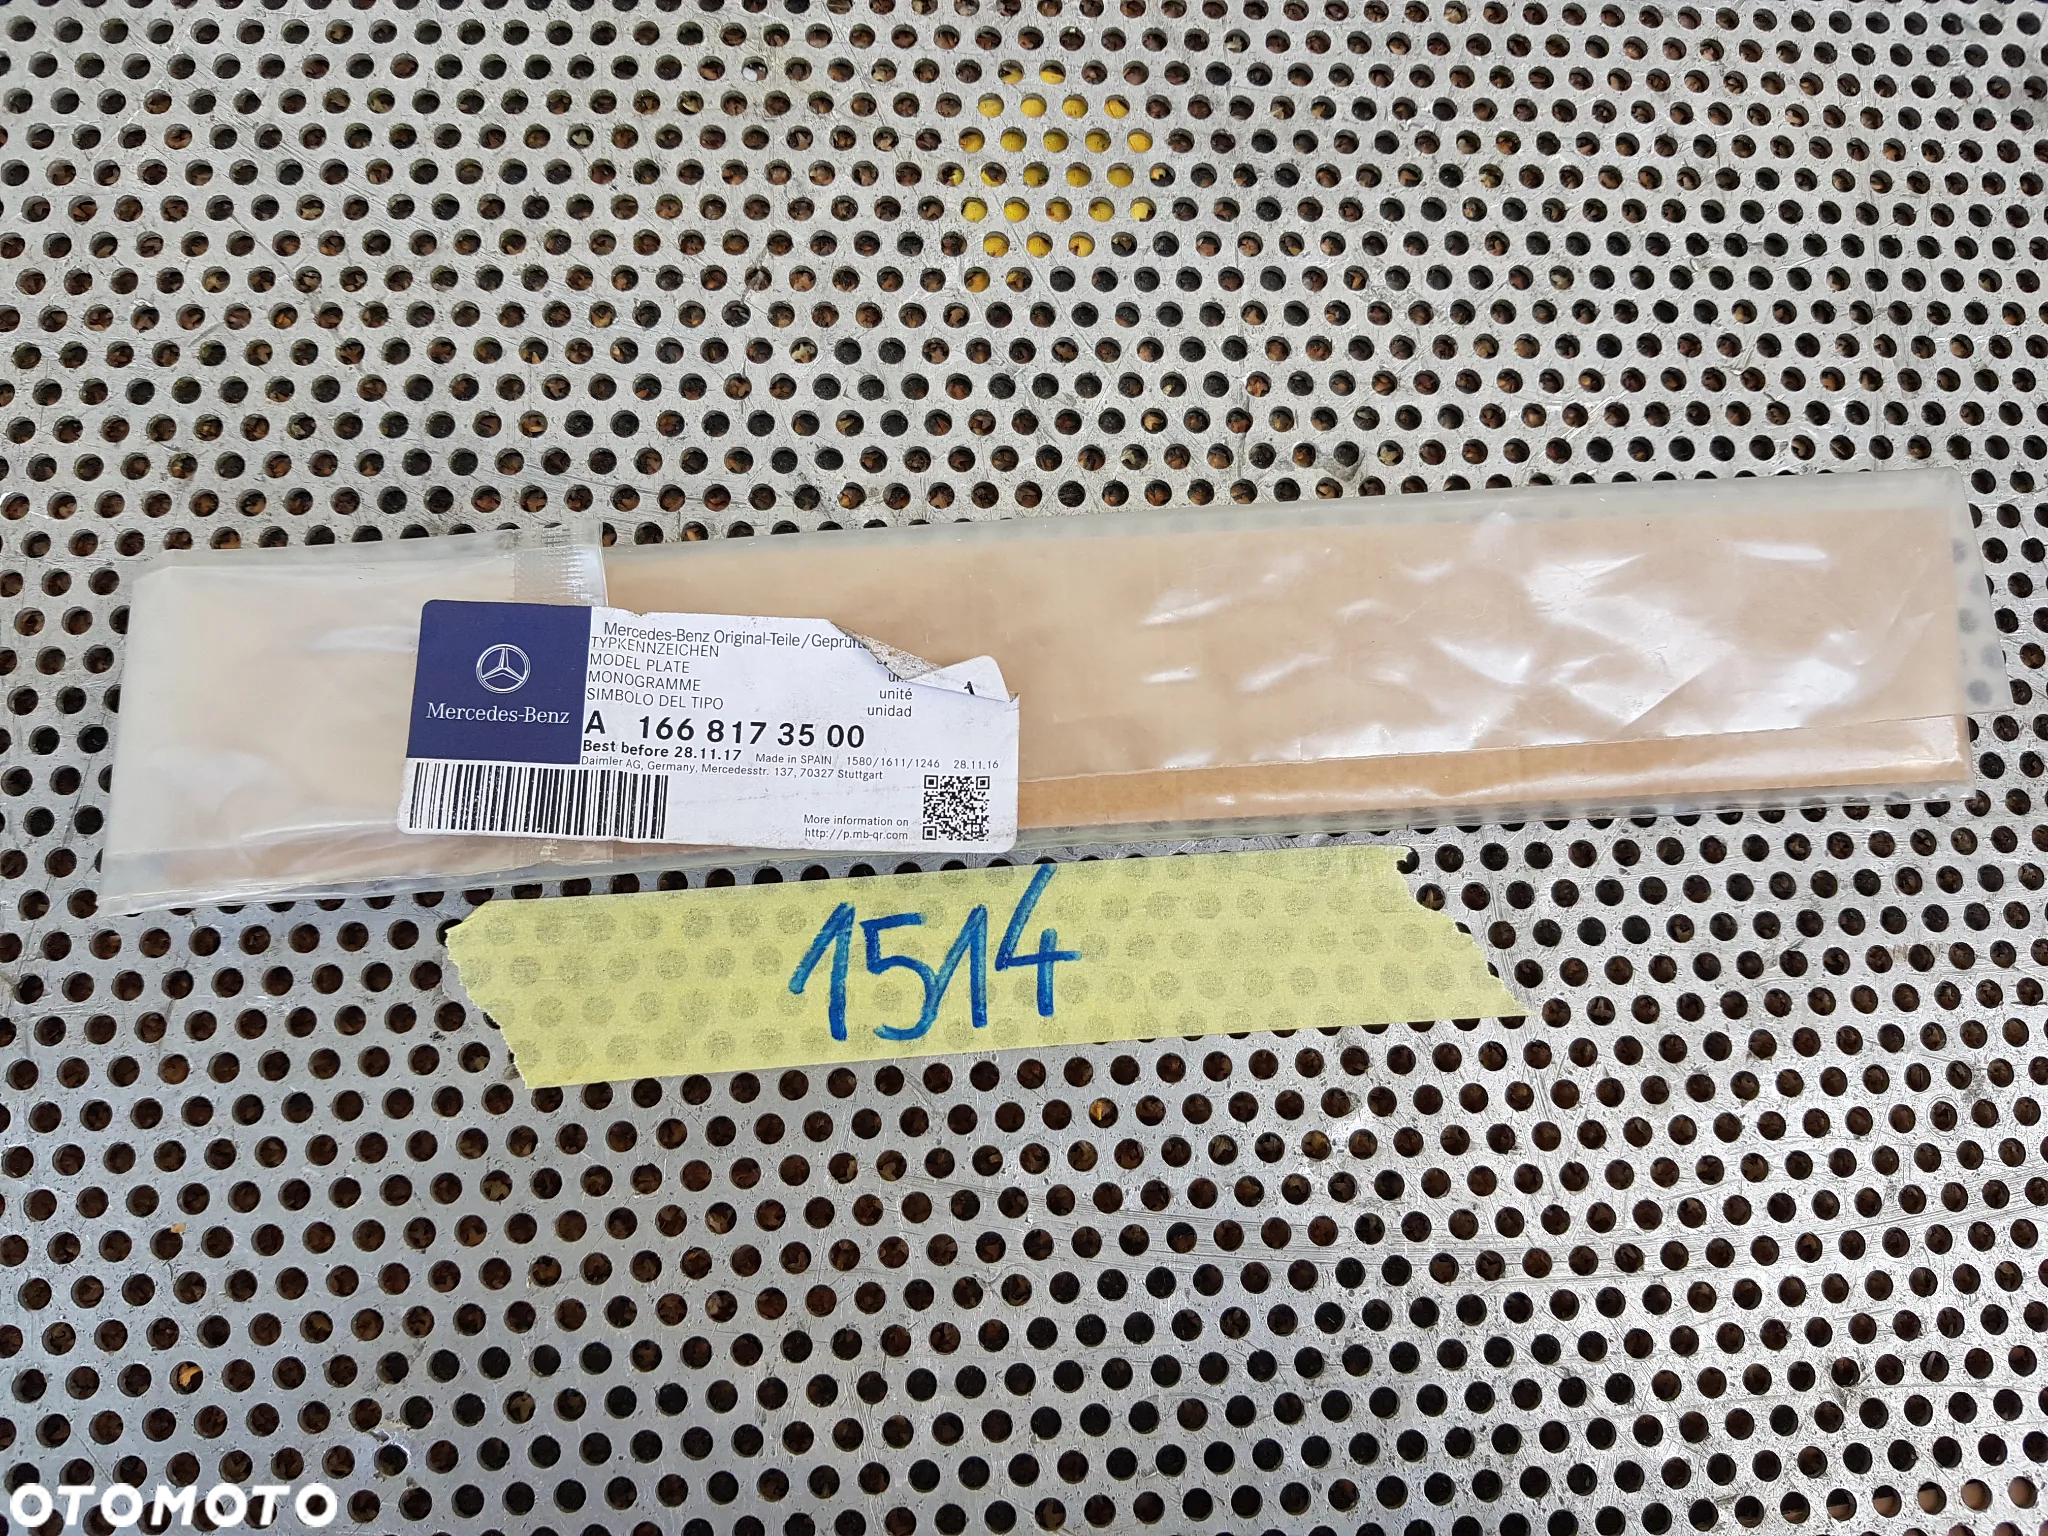 Mercedes-Benz
Mercedes-Benz Original-Teile/Geprüfte
TYPKENNZEICHEN
MODEL PLATE
MONOGRAMME
SIMBOLO DEL TIPO
unité
unidad
1
A 166 817 35 00
Best before 28.11.17 Made in SPAIN 1580/1611/1246 28.11.16
Daimler AG, Germany, Mercedesstr. 137, 70327 Stuttgart
More information on
http://p.mb-qr.com
1514
OTOMOTO